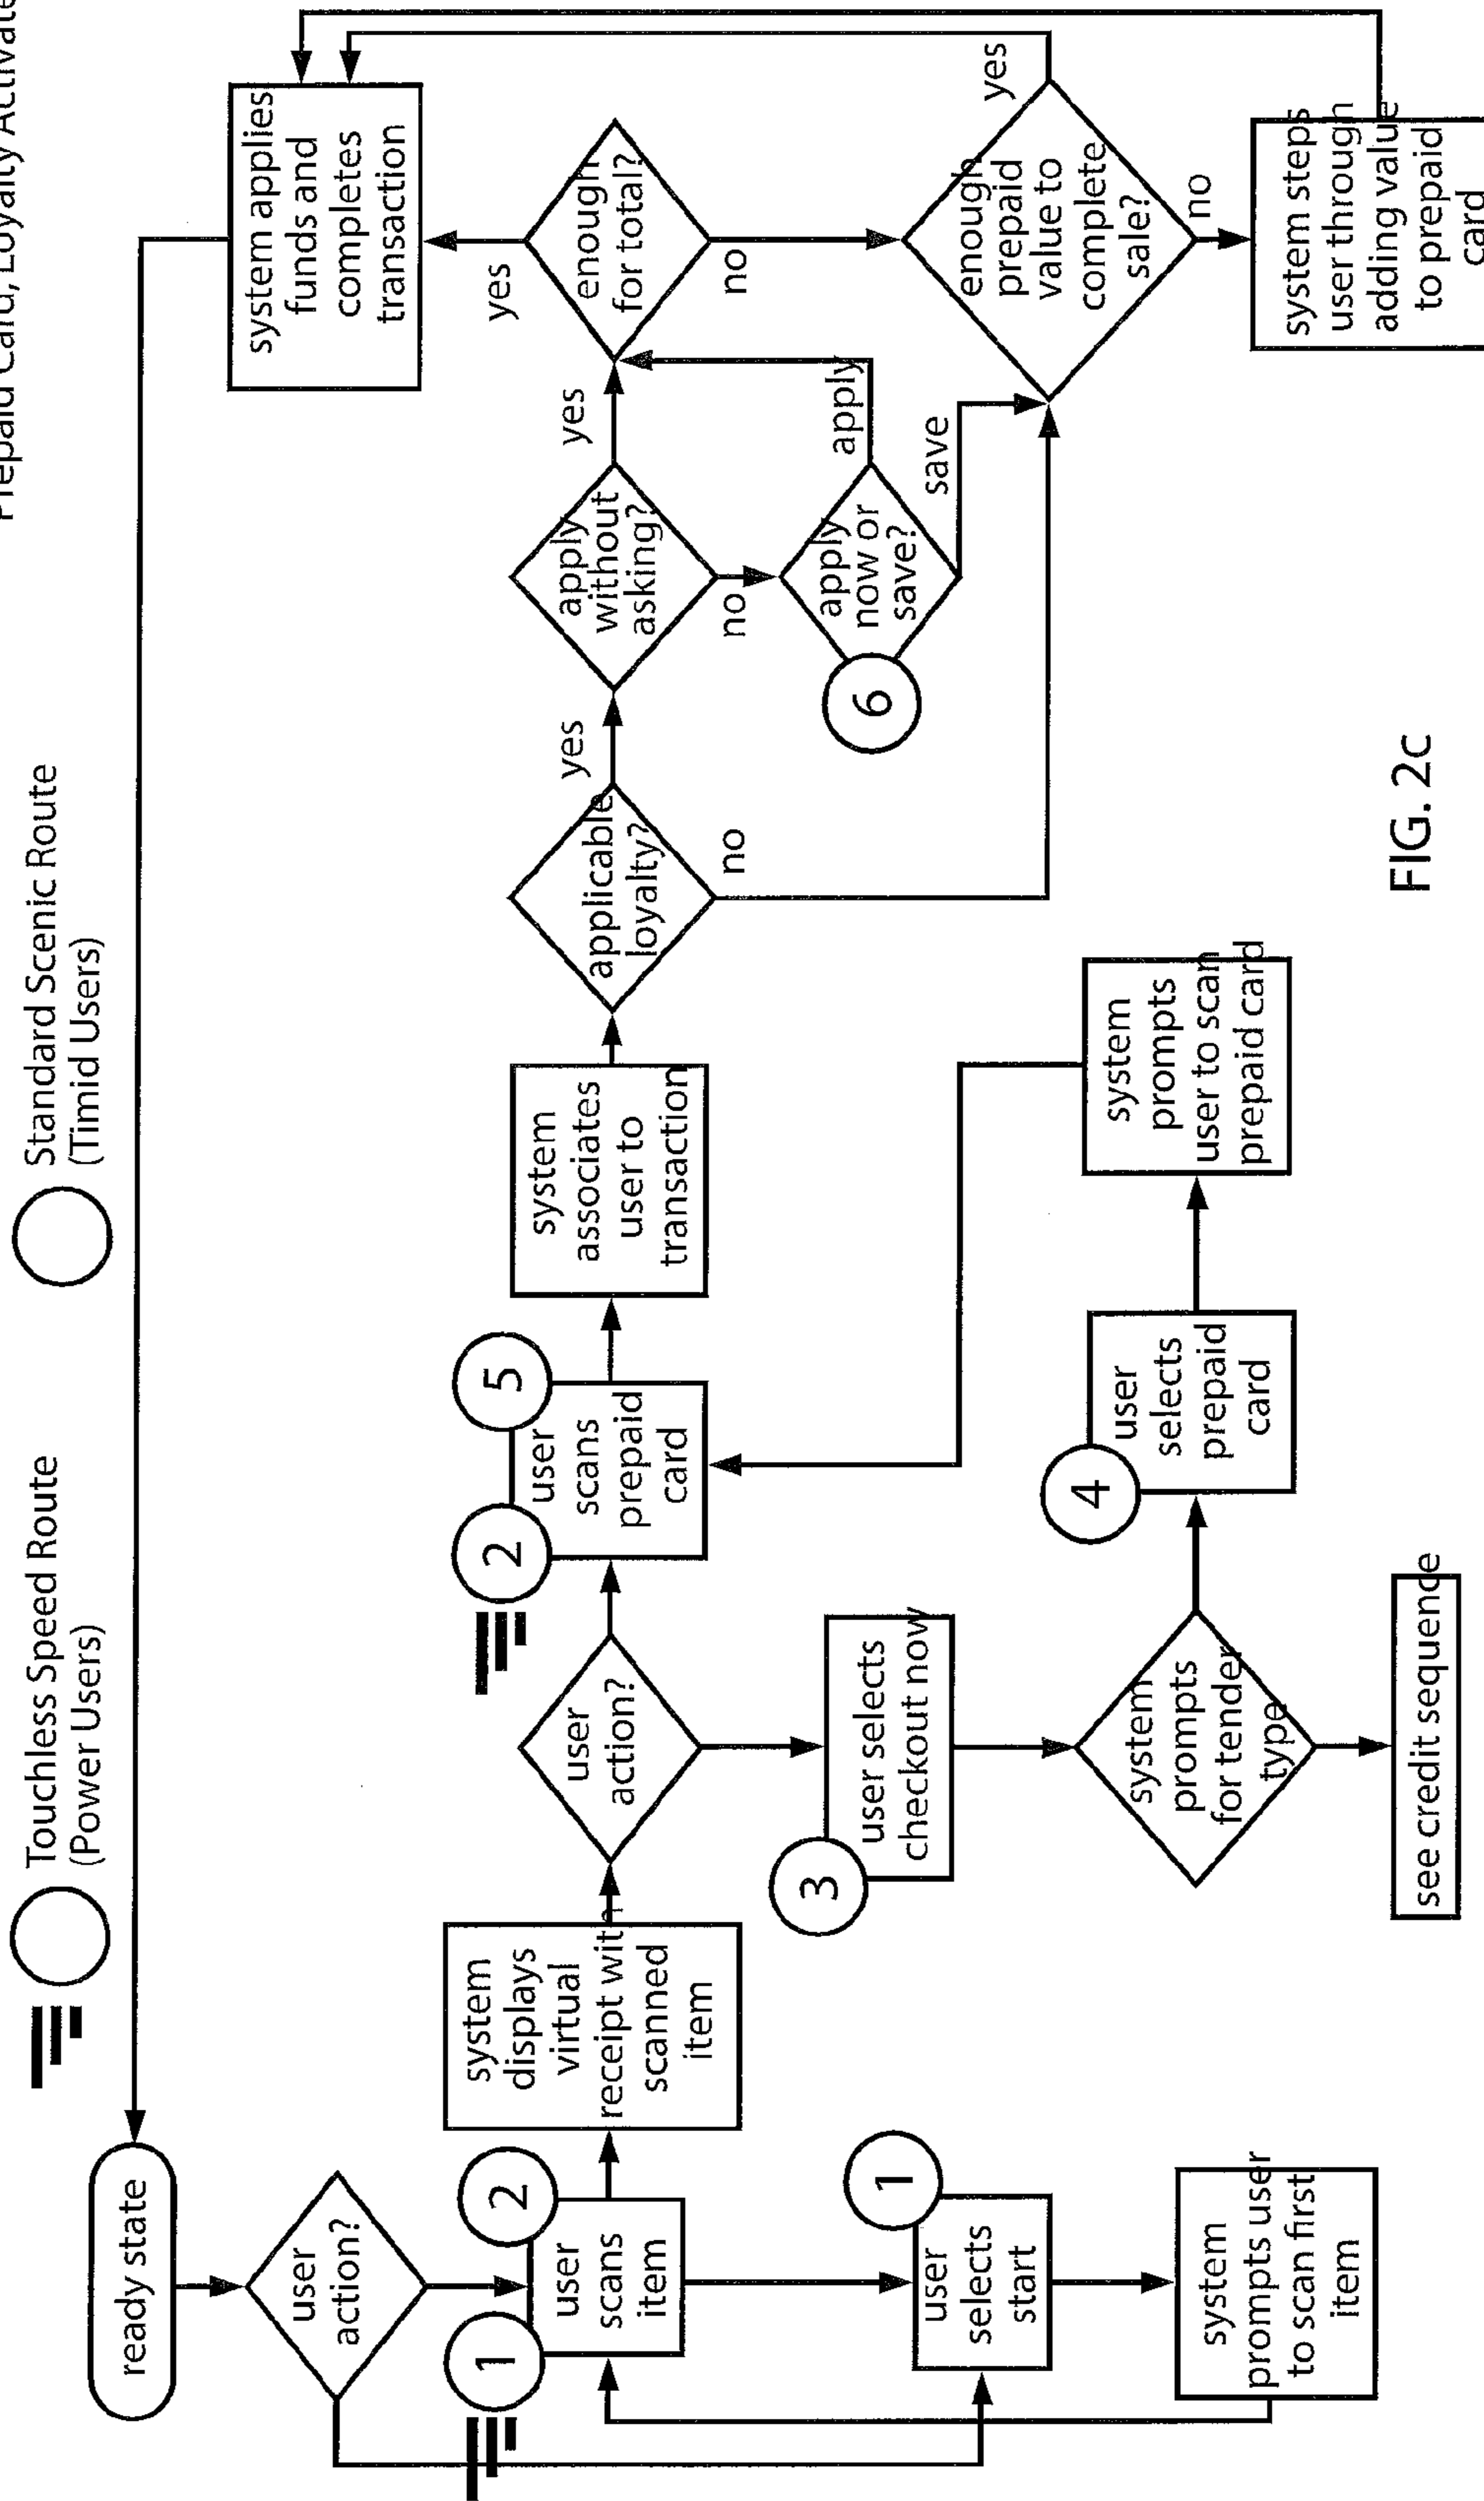 Prepaid Card, Loyalty Activate
Touchless Speed Route
(Power Users)
Standard Scenic Route
(Timid Users)
ready state
user
action?
1
2
user
scans
item
1
user
selects
start
system
prompts user
to scan first
item
system
displays
virtual
receipt with
scanned
item
user
action?
3
user selects
checkout now
system
prompts
for tender
type
see credit sequence
2
5
user
scans
prepaid
card
4
user
selects
prepaid
card
system
prompts
user to scan
prepaid card
system
associates
user to
transaction
applicable
loyalty?
yes
no
apply
without
asking?
yes
no
6
apply
now or
save?
apply
save
enough
for total?
yes
no
system applies
funds and
completes
transaction
enough
prepaid
value to
complete
sale?
yes
no
system steps
user through
adding value
to prepaid
card
FIG. 2c